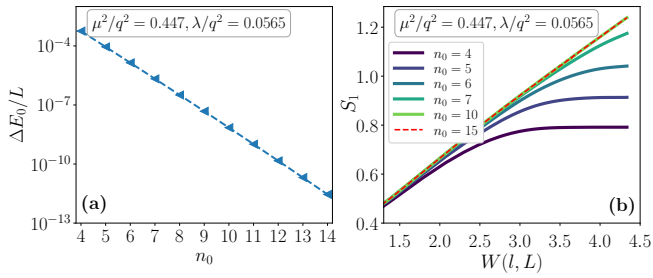 μ²/q² = 0.447, λ/q² = 0.0565
ΔE₀/L
10⁻⁴
10⁻⁷
10⁻¹⁰
10⁻¹³
(a)
4 5 6 7 8 9 10 11 12 13 14
n₀
μ²/q² = 0.447, λ/q² = 0.0565
S₁
1.2
1.0
0.8
0.6
0.4
n₀ = 4
n₀ = 5
n₀ = 6
n₀ = 7
n₀ = 10
n₀ = 15
(b)
1.5 2.0 2.5 3.0 3.5 4.0 4.5
W(l, L)